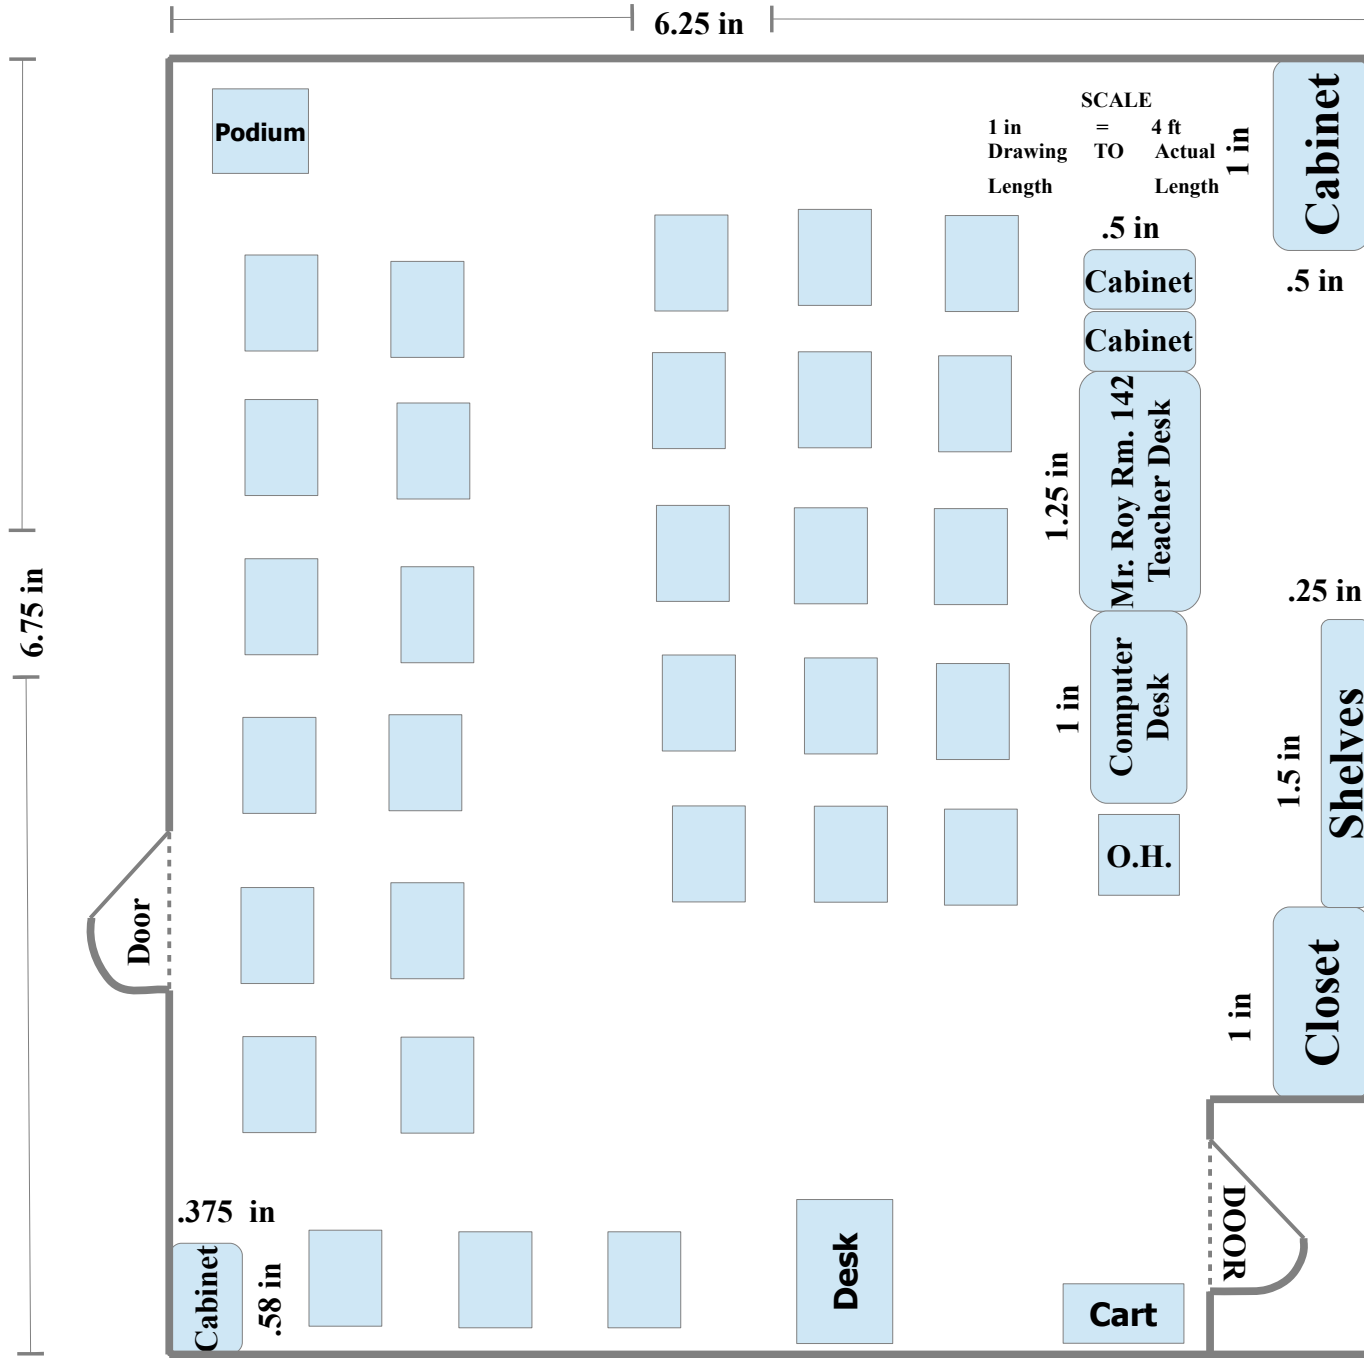 6.25 in
Podium
SCALE
1 in = 4 ft
Drawing TO Actual
Length Length
1 in
Cabinet
.5 in
.5 in
Cabinet
Cabinet
Mr. Roy Rm. 142
Teacher Desk
1.25 in
6.75 in
.25 in
Computer
Desk
1 in
Shelves
1.5 in
O.H.
Door
Closet
1 in
DOOR
.375 in
Cabinet
.58 in
Desk
Cart